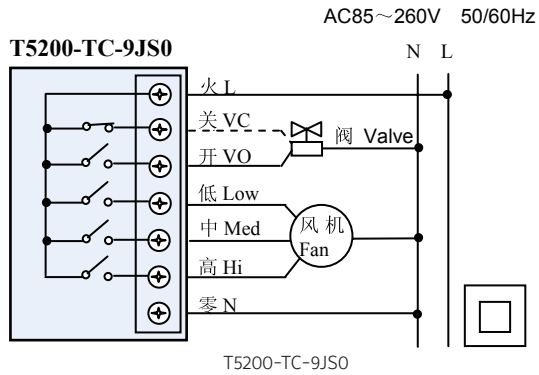 AC85～260V 50/60Hz
T5200-TC-9JS0
N L
火 L
关 VC
阀 Valve
开 VO
低 Low
中 Med
风 机
Fan
高 Hi
零 N
T5200-TC-9JS0